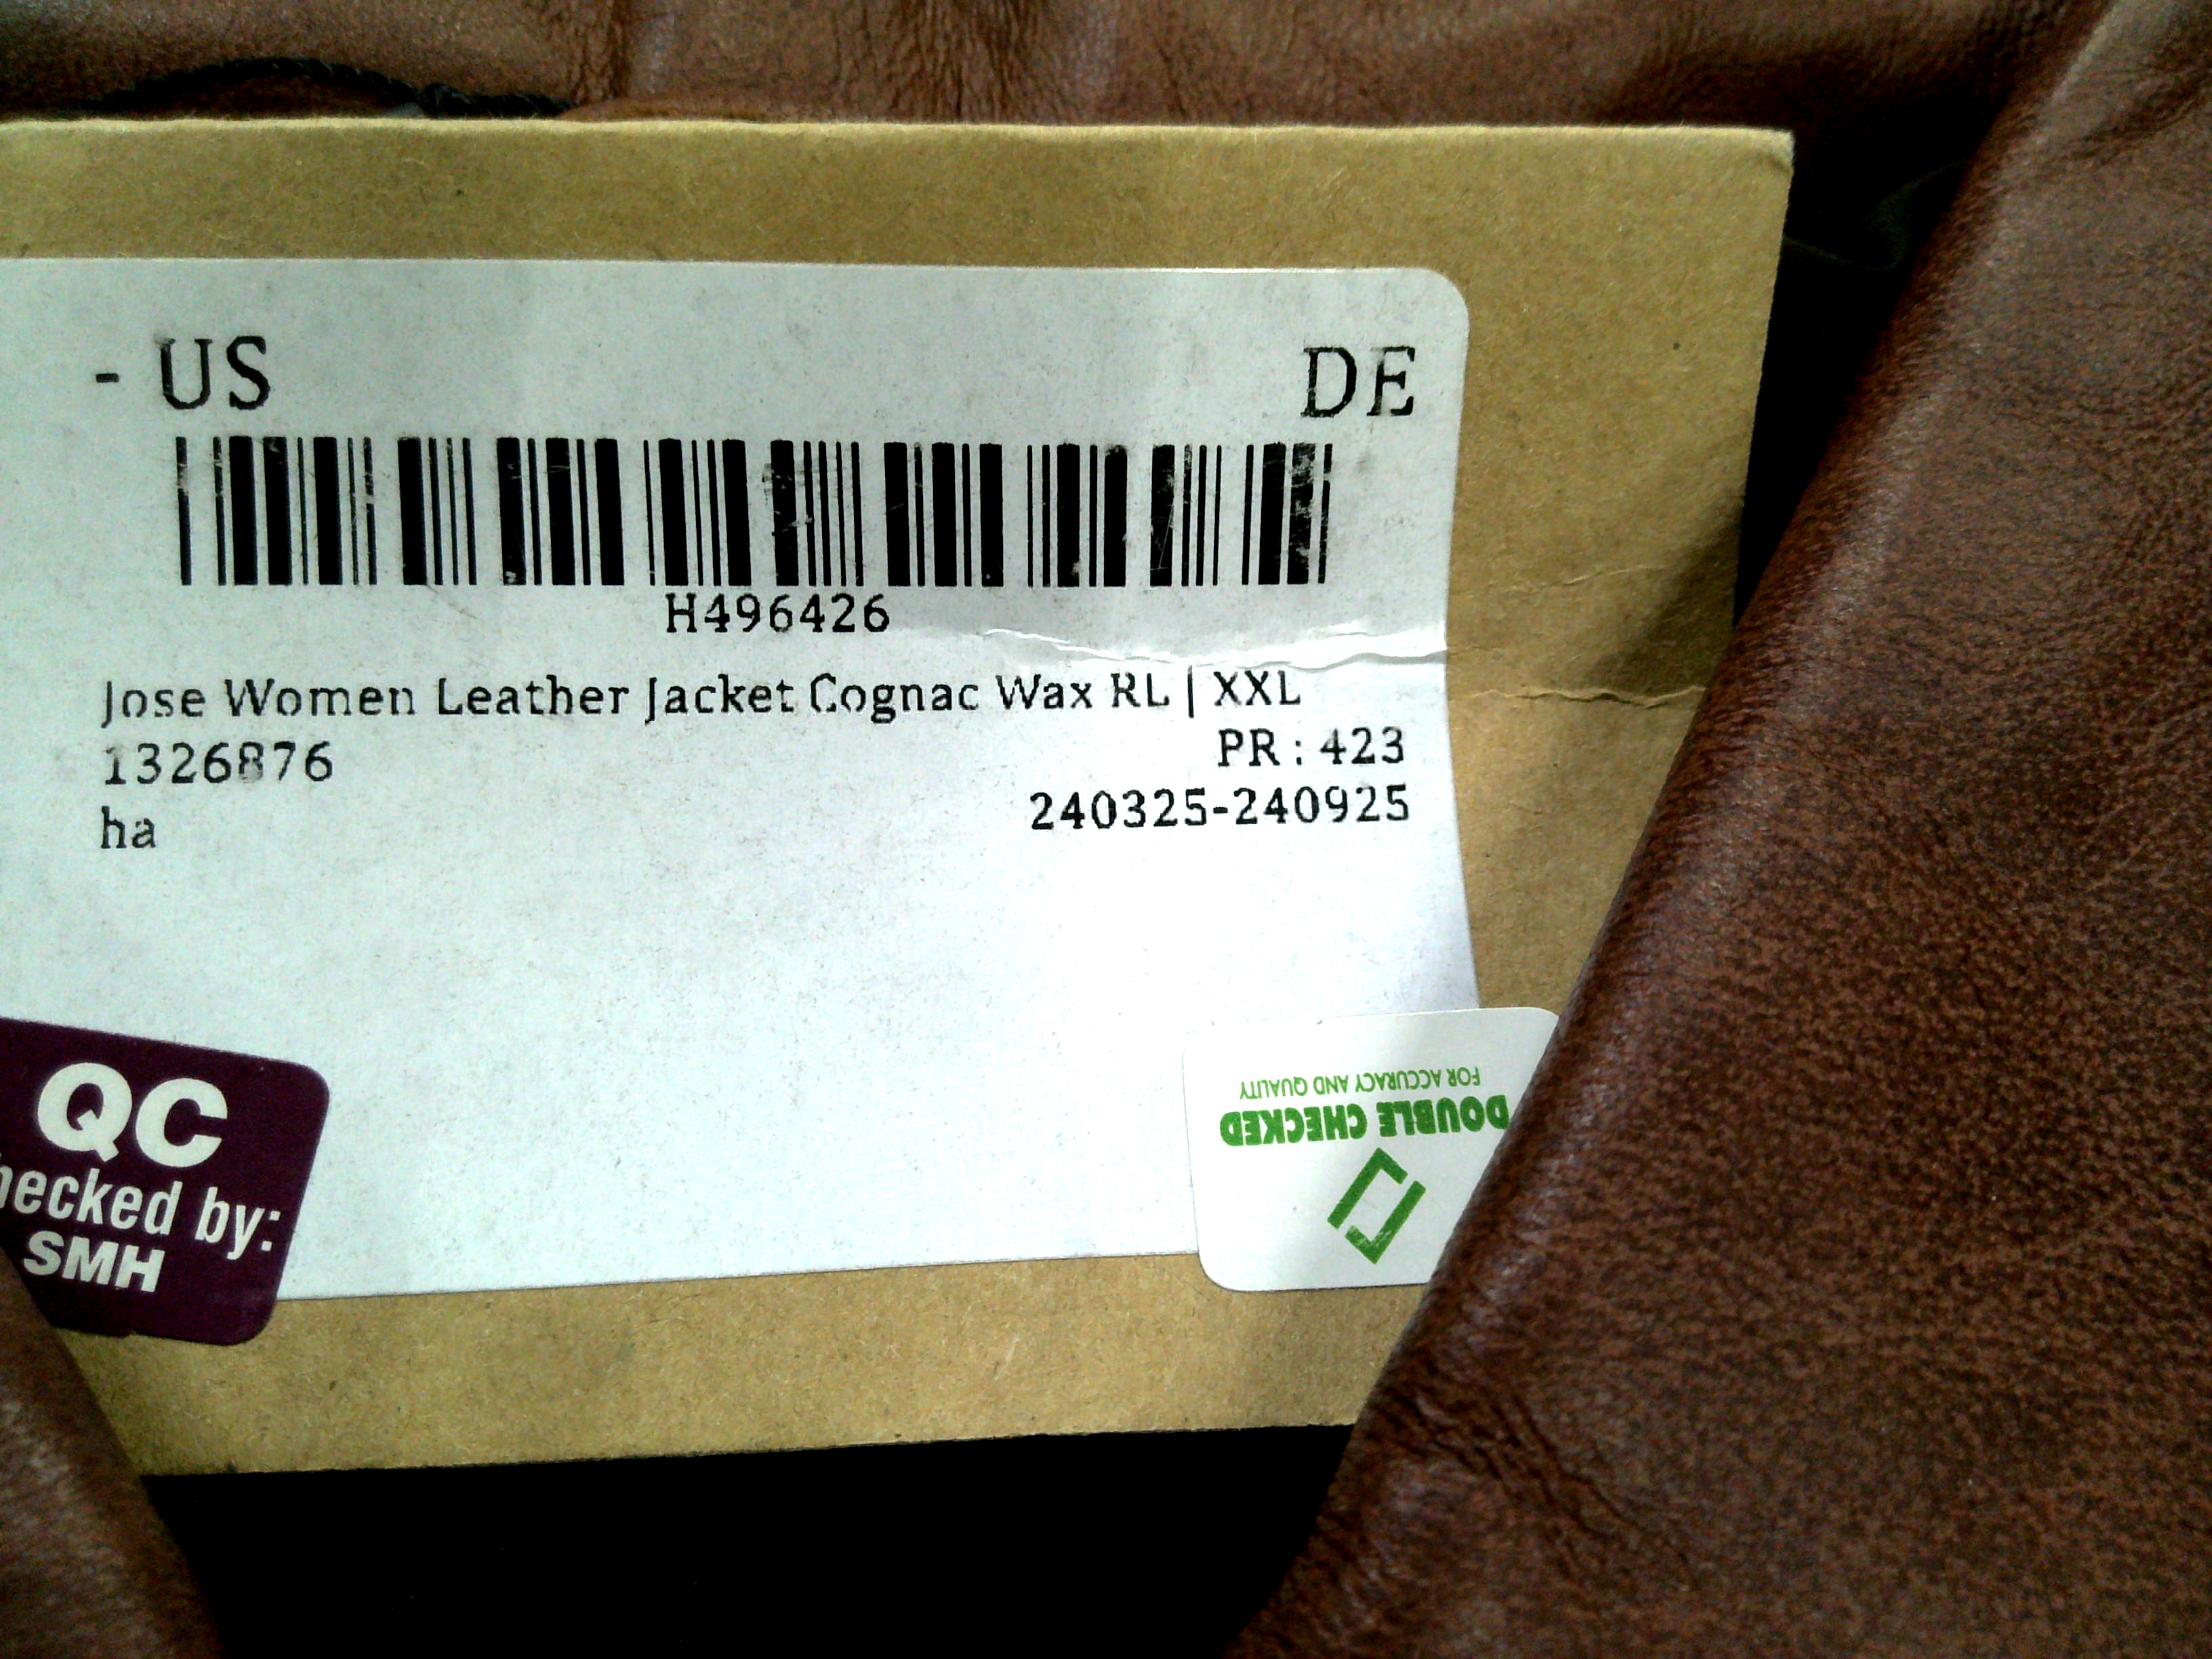 - US DE
H496426
Jose Women Leather Jacket Cognac Wax RL | XXL
1326876 PR : 423
ha 240325-240925
QC
hecked by:
SMH
DOUBLE CHECKED
FOR ACCURACY AND QUALITY